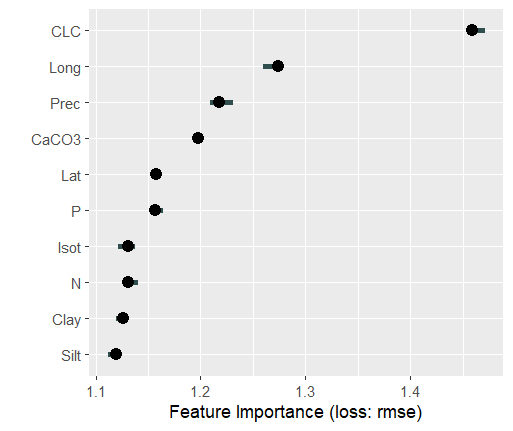 CLC
Long
Prec
CaCO3
Lat
P
Isot
N
Clay
Silt
1.1 1.2 1.3 1.4
Feature Importance (loss: rmse)